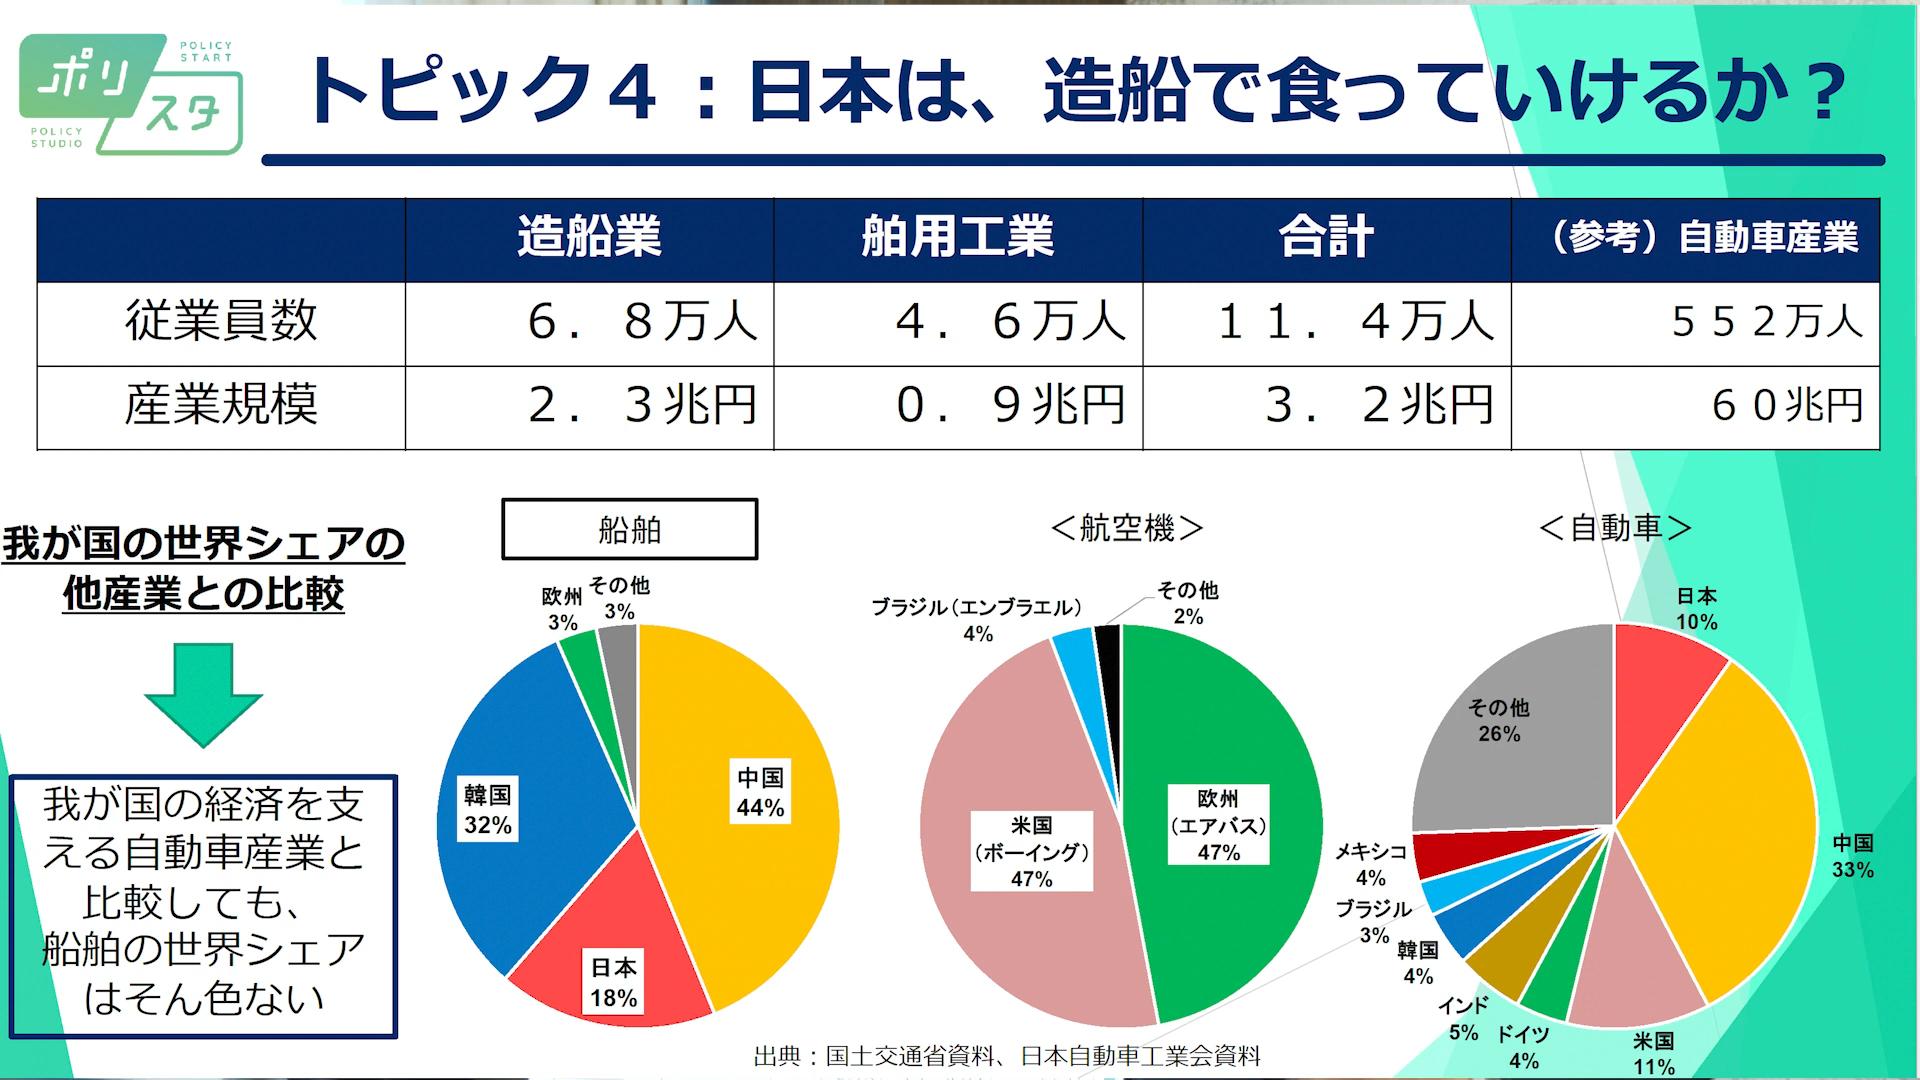 ポリスタ
POLICY
START
POLICY
STUDIO
トピック４：日本は、造船で食っていけるか？
造船業 舶用工業 合計 （参考）自動車産業
従業員数 ６．８万人 ４．６万人 １１．４万人 ５５２万人
産業規模 ２．３兆円 ０．９兆円 ３．２兆円 ６０兆円
我が国の世界シェアの
他産業との比較
我が国の経済を支
える自動車産業と
比較しても、
船舶の世界シェア
はそん色ない
船舶
欧州
3%
その他
3%
中国
44%
韓国
32%
日本
18%
＜航空機＞
ブラジル（エンブラエル）
4%
その他
2%
米国
（ボーイング）
47%
欧州
（エアバス）
47%
＜自動車＞
日本
10%
その他
26%
中国
33%
メキシコ
4%
ブラジル
3%
韓国
4%
インド
5%
ドイツ
4%
米国
11%
出典：国土交通省資料、日本自動車工業会資料